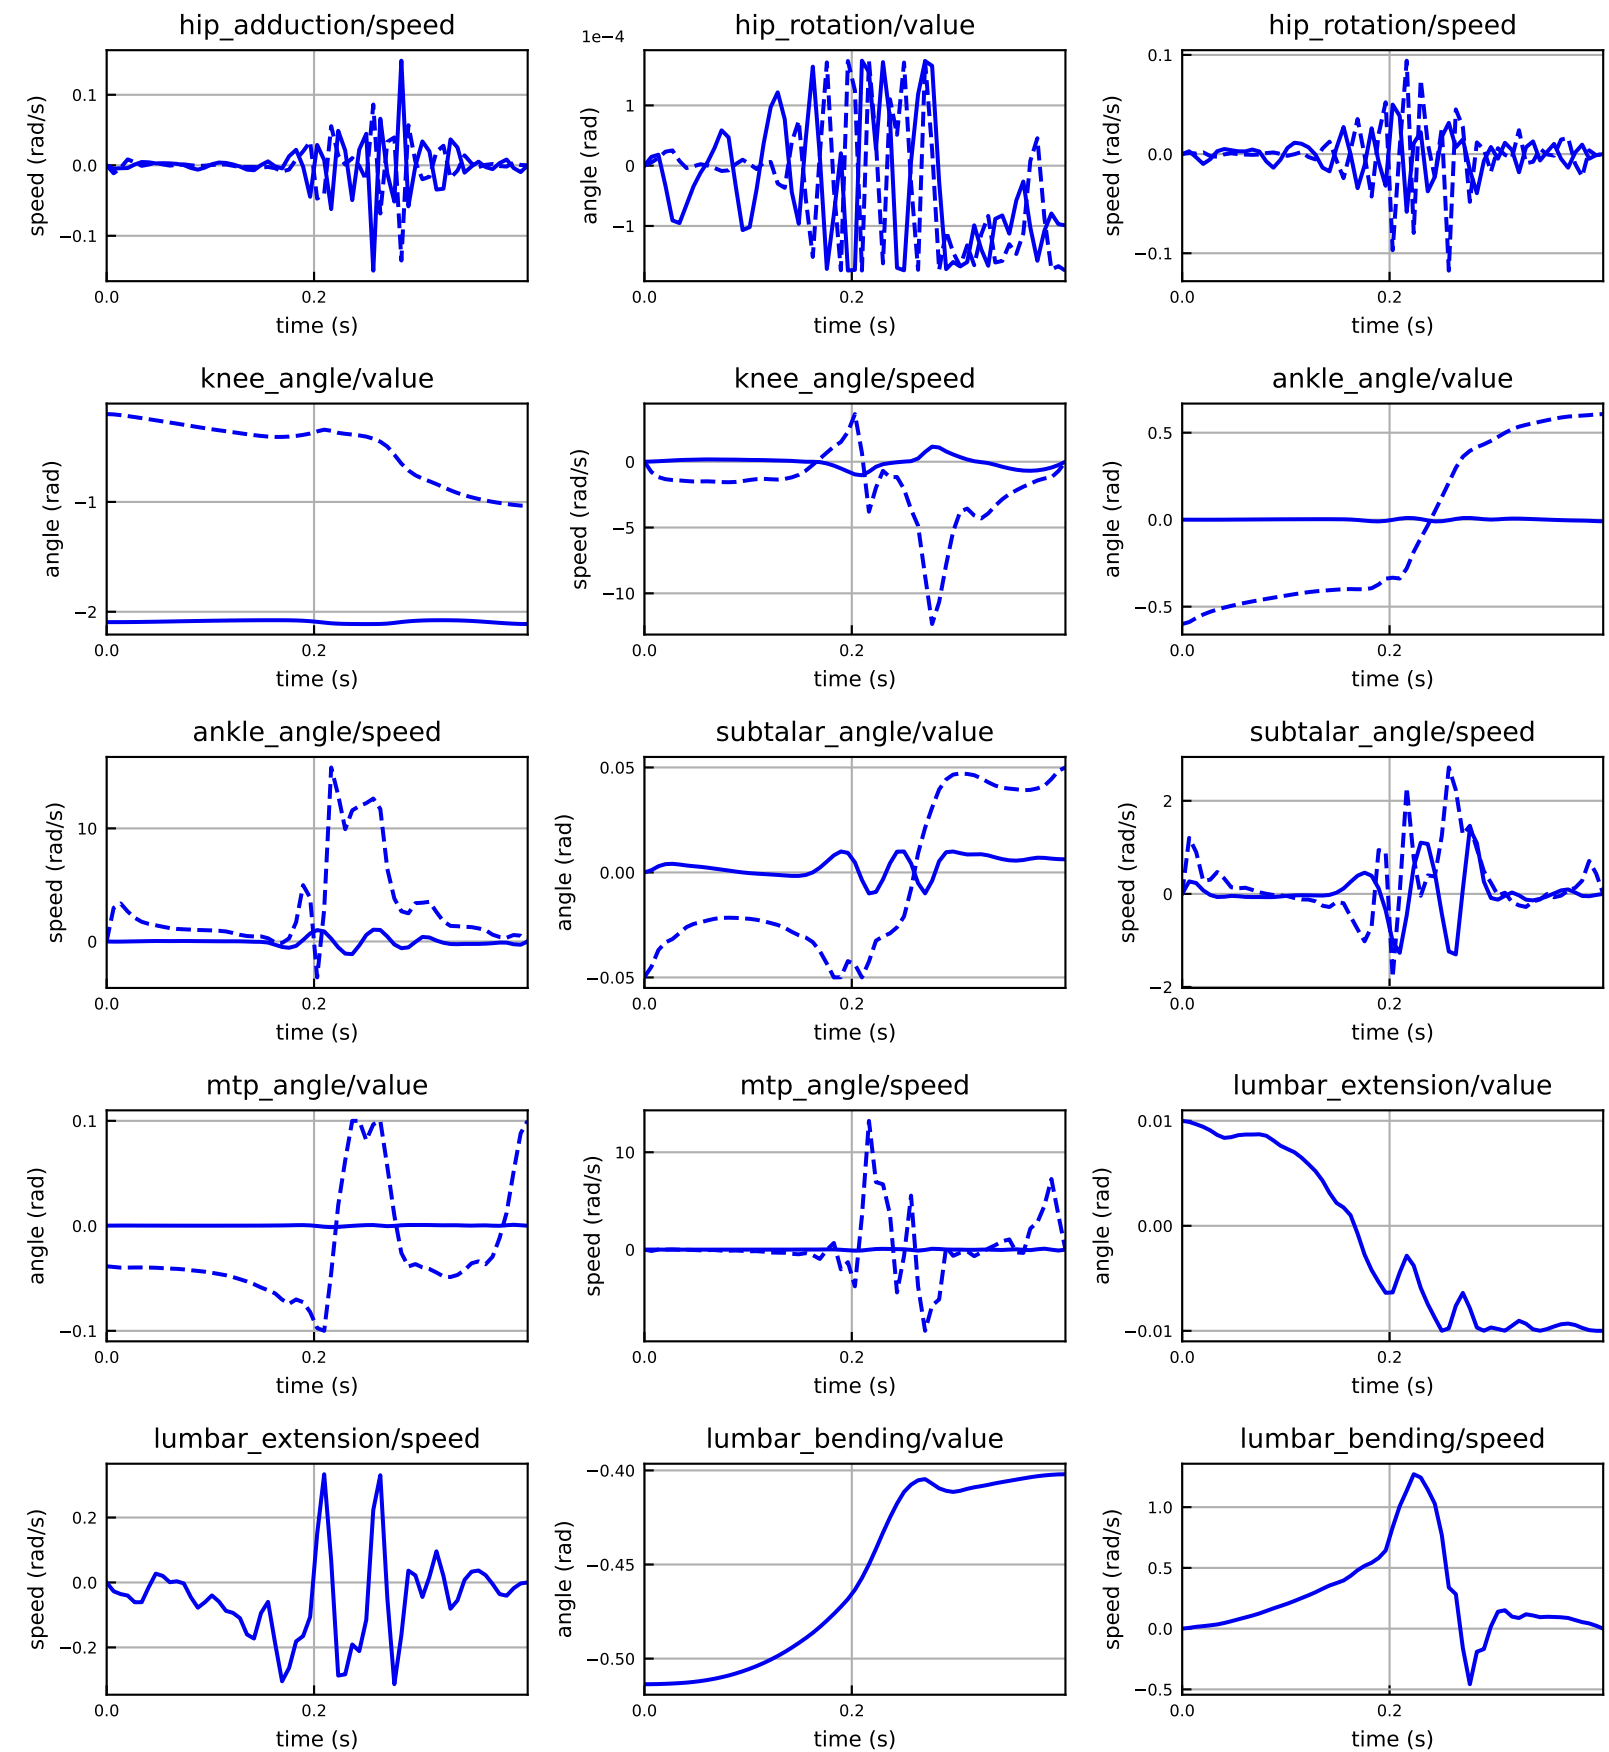 hip_adduction/speed
speed (rad/s)
0.1
0.0
−0.1
0.0
0.2
time (s)
hip_rotation/value
1e−4
angle (rad)
1
0
−1
0.0
0.2
time (s)
hip_rotation/speed
speed (rad/s)
0.1
0.0
−0.1
0.0
0.2
time (s)
knee_angle/value
angle (rad)
−1
−2
0.0
0.2
time (s)
knee_angle/speed
speed (rad/s)
0
−5
−10
0.0
0.2
time (s)
ankle_angle/value
angle (rad)
0.5
0.0
−0.5
0.0
0.2
time (s)
ankle_angle/speed
speed (rad/s)
10
0
0.0
0.2
time (s)
subtalar_angle/value
angle (rad)
0.05
0.00
−0.05
0.0
0.2
time (s)
subtalar_angle/speed
speed (rad/s)
2
0
−2
0.0
0.2
time (s)
mtp_angle/value
angle (rad)
0.1
0.0
−0.1
0.0
0.2
time (s)
mtp_angle/speed
speed (rad/s)
10
0
0.0
0.2
time (s)
lumbar_extension/value
angle (rad)
0.01
0.00
−0.01
0.0
0.2
time (s)
lumbar_extension/speed
speed (rad/s)
0.2
0.0
−0.2
0.0
0.2
time (s)
lumbar_bending/value
angle (rad)
−0.40
−0.45
−0.50
0.0
0.2
time (s)
lumbar_bending/speed
speed (rad/s)
1.0
0.5
0.0
−0.5
0.0
0.2
time (s)